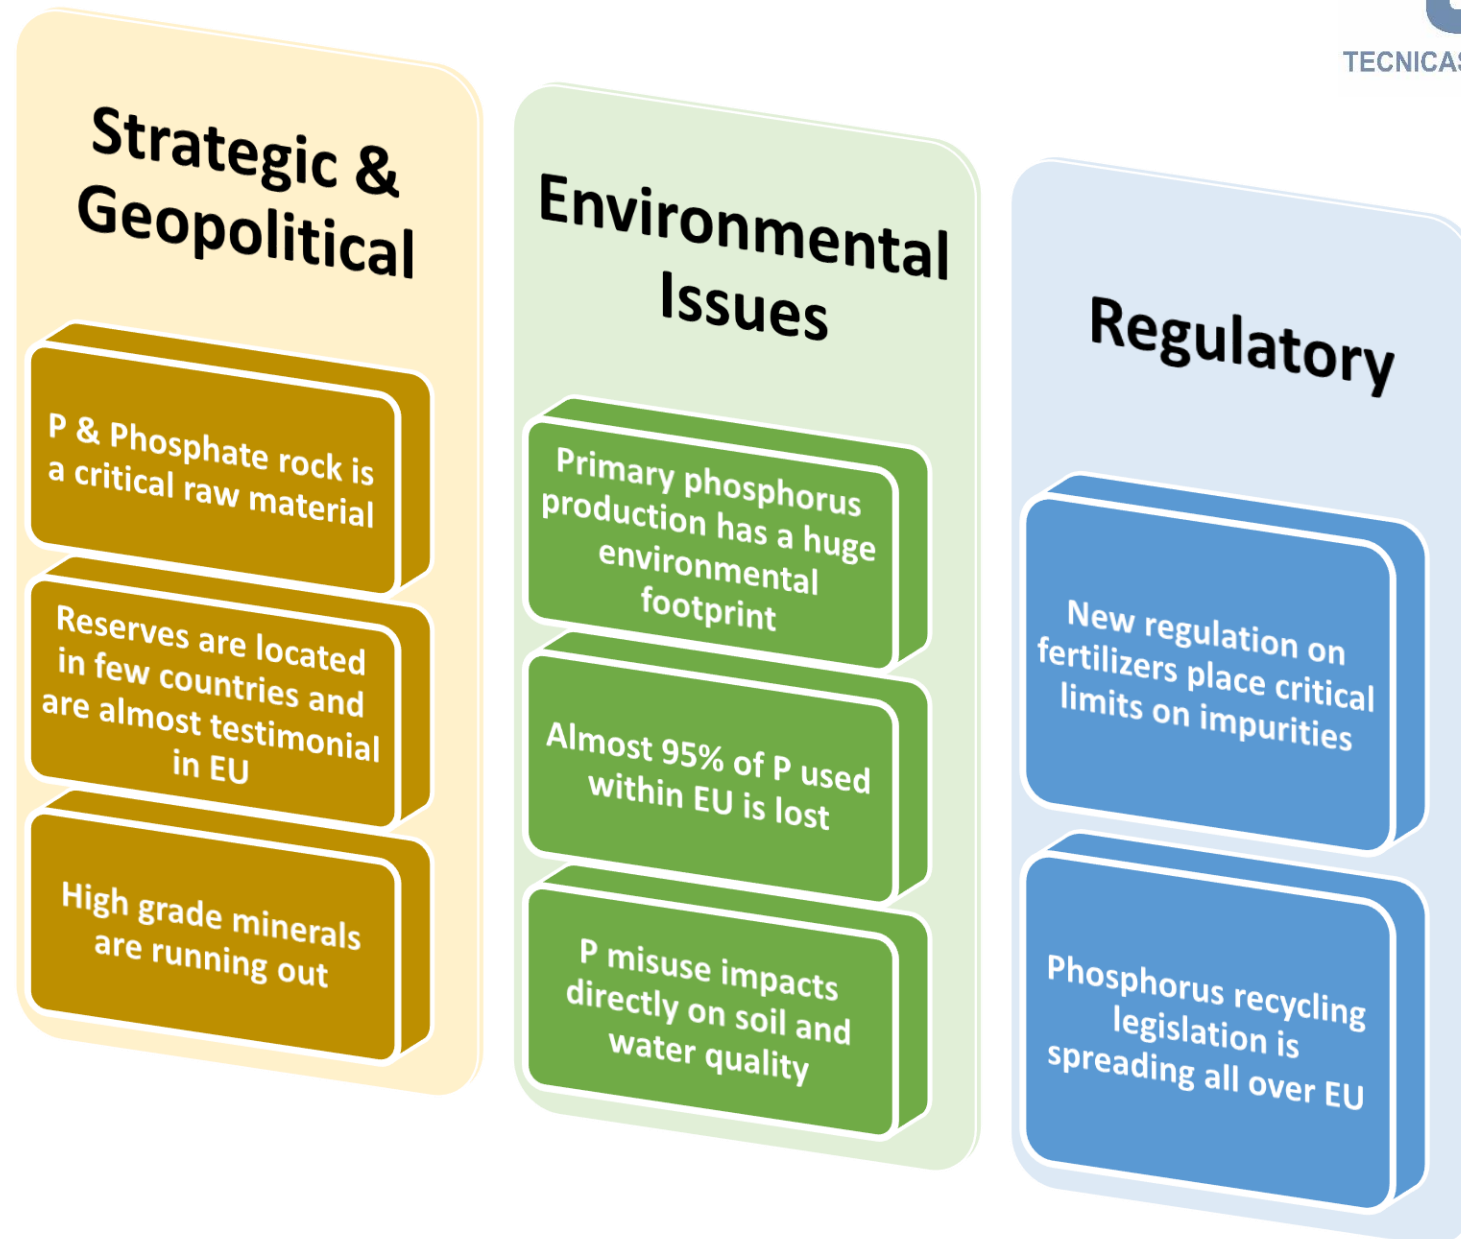 TECNICAS
Strategic &
Geopolitical
P & Phosphate rock is
a critical raw material
Reserves are located
in few countries and
are almost testimonial
in EU
High grade minerals
are running out
Environmental
Issues
Primary phosphorus
production has a huge
environmental
footprint
Almost 95% of P used
within EU is lost
P misuse impacts
directly on soil and
water quality
Regulatory
New regulation on
fertilizers place critical
limits on impurities
Phosphorus recycling
legislation is
spreading all over EU